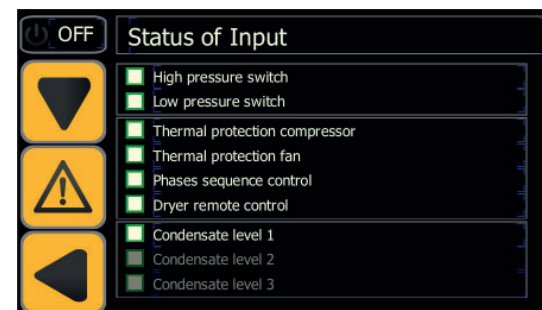 OFF
Status of Input
High pressure switch
Low pressure switch
Thermal protection compressor
Thermal protection fan
Phases sequence control
Dryer remote control
Condensate level 1
Condensate level 2
Condensate level 3